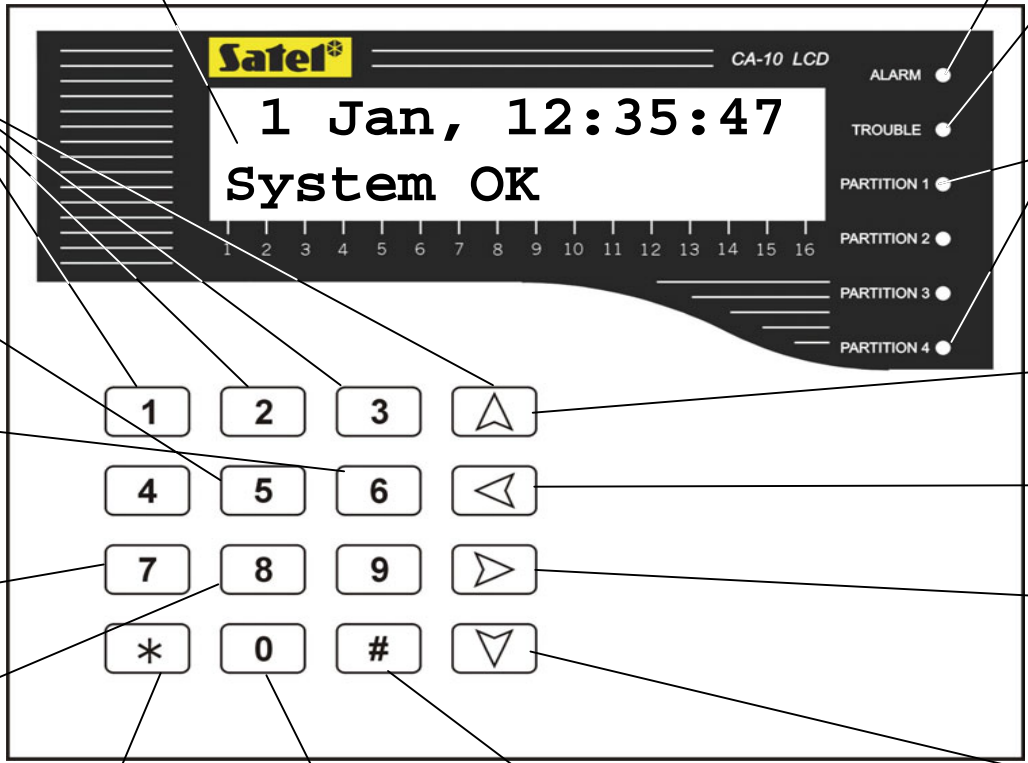 Satel*
CA-10 LCD
1 Jan, 12:35:47
System OK
1 2 3 4 5 6 7 8 9 10 11 12 13 14 15 16
ALARM
TROUBLE
PARTITION 1
PARTITION 2
PARTITION 3
PARTITION 4
1 2 3
4 5 6
7 8 9
* 0 #